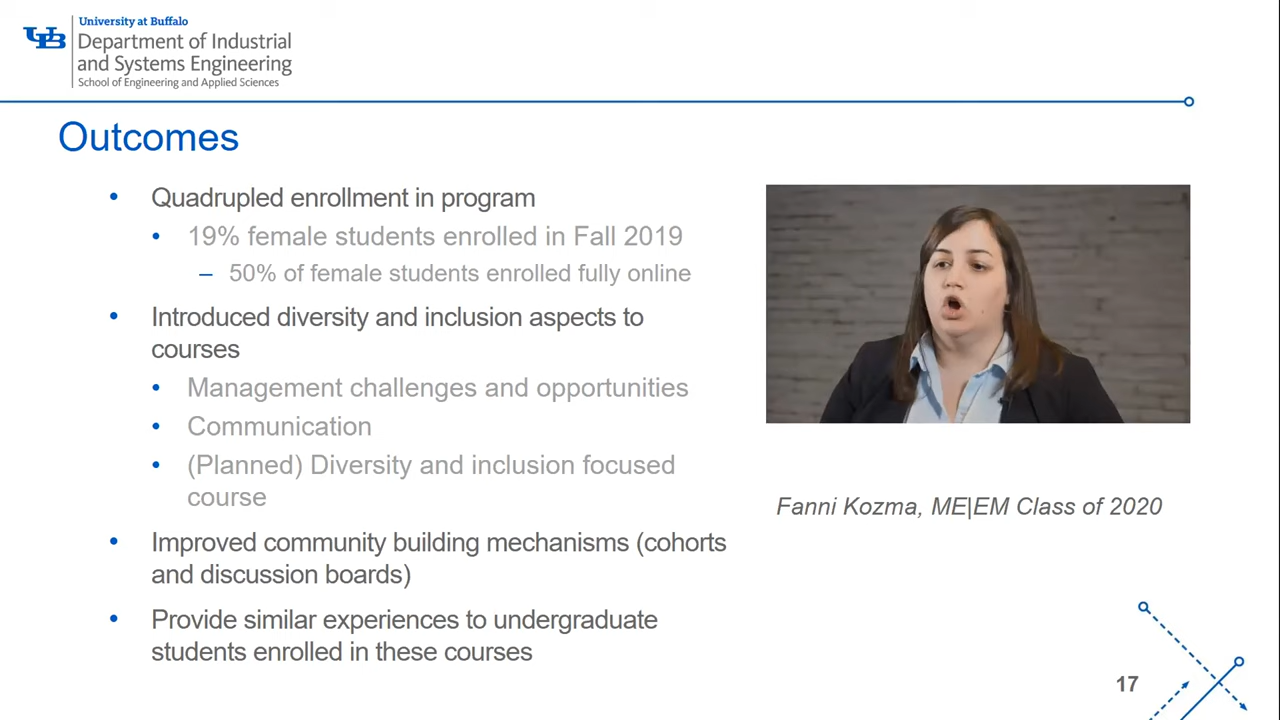 University at Buffalo
Department of Industrial
and Systems Engineering
School of Engineering and Applied Sciences
Outcomes
• Quadrupled enrollment in program
• 19% female students enrolled in Fall 2019
– 50% of female students enrolled fully online
• Introduced diversity and inclusion aspects to
courses
• Management challenges and opportunities
• Communication
• (Planned) Diversity and inclusion focused
course
• Improved community building mechanisms (cohorts
and discussion boards)
• Provide similar experiences to undergraduate
students enrolled in these courses
Fanni Kozma, ME|EM Class of 2020
17